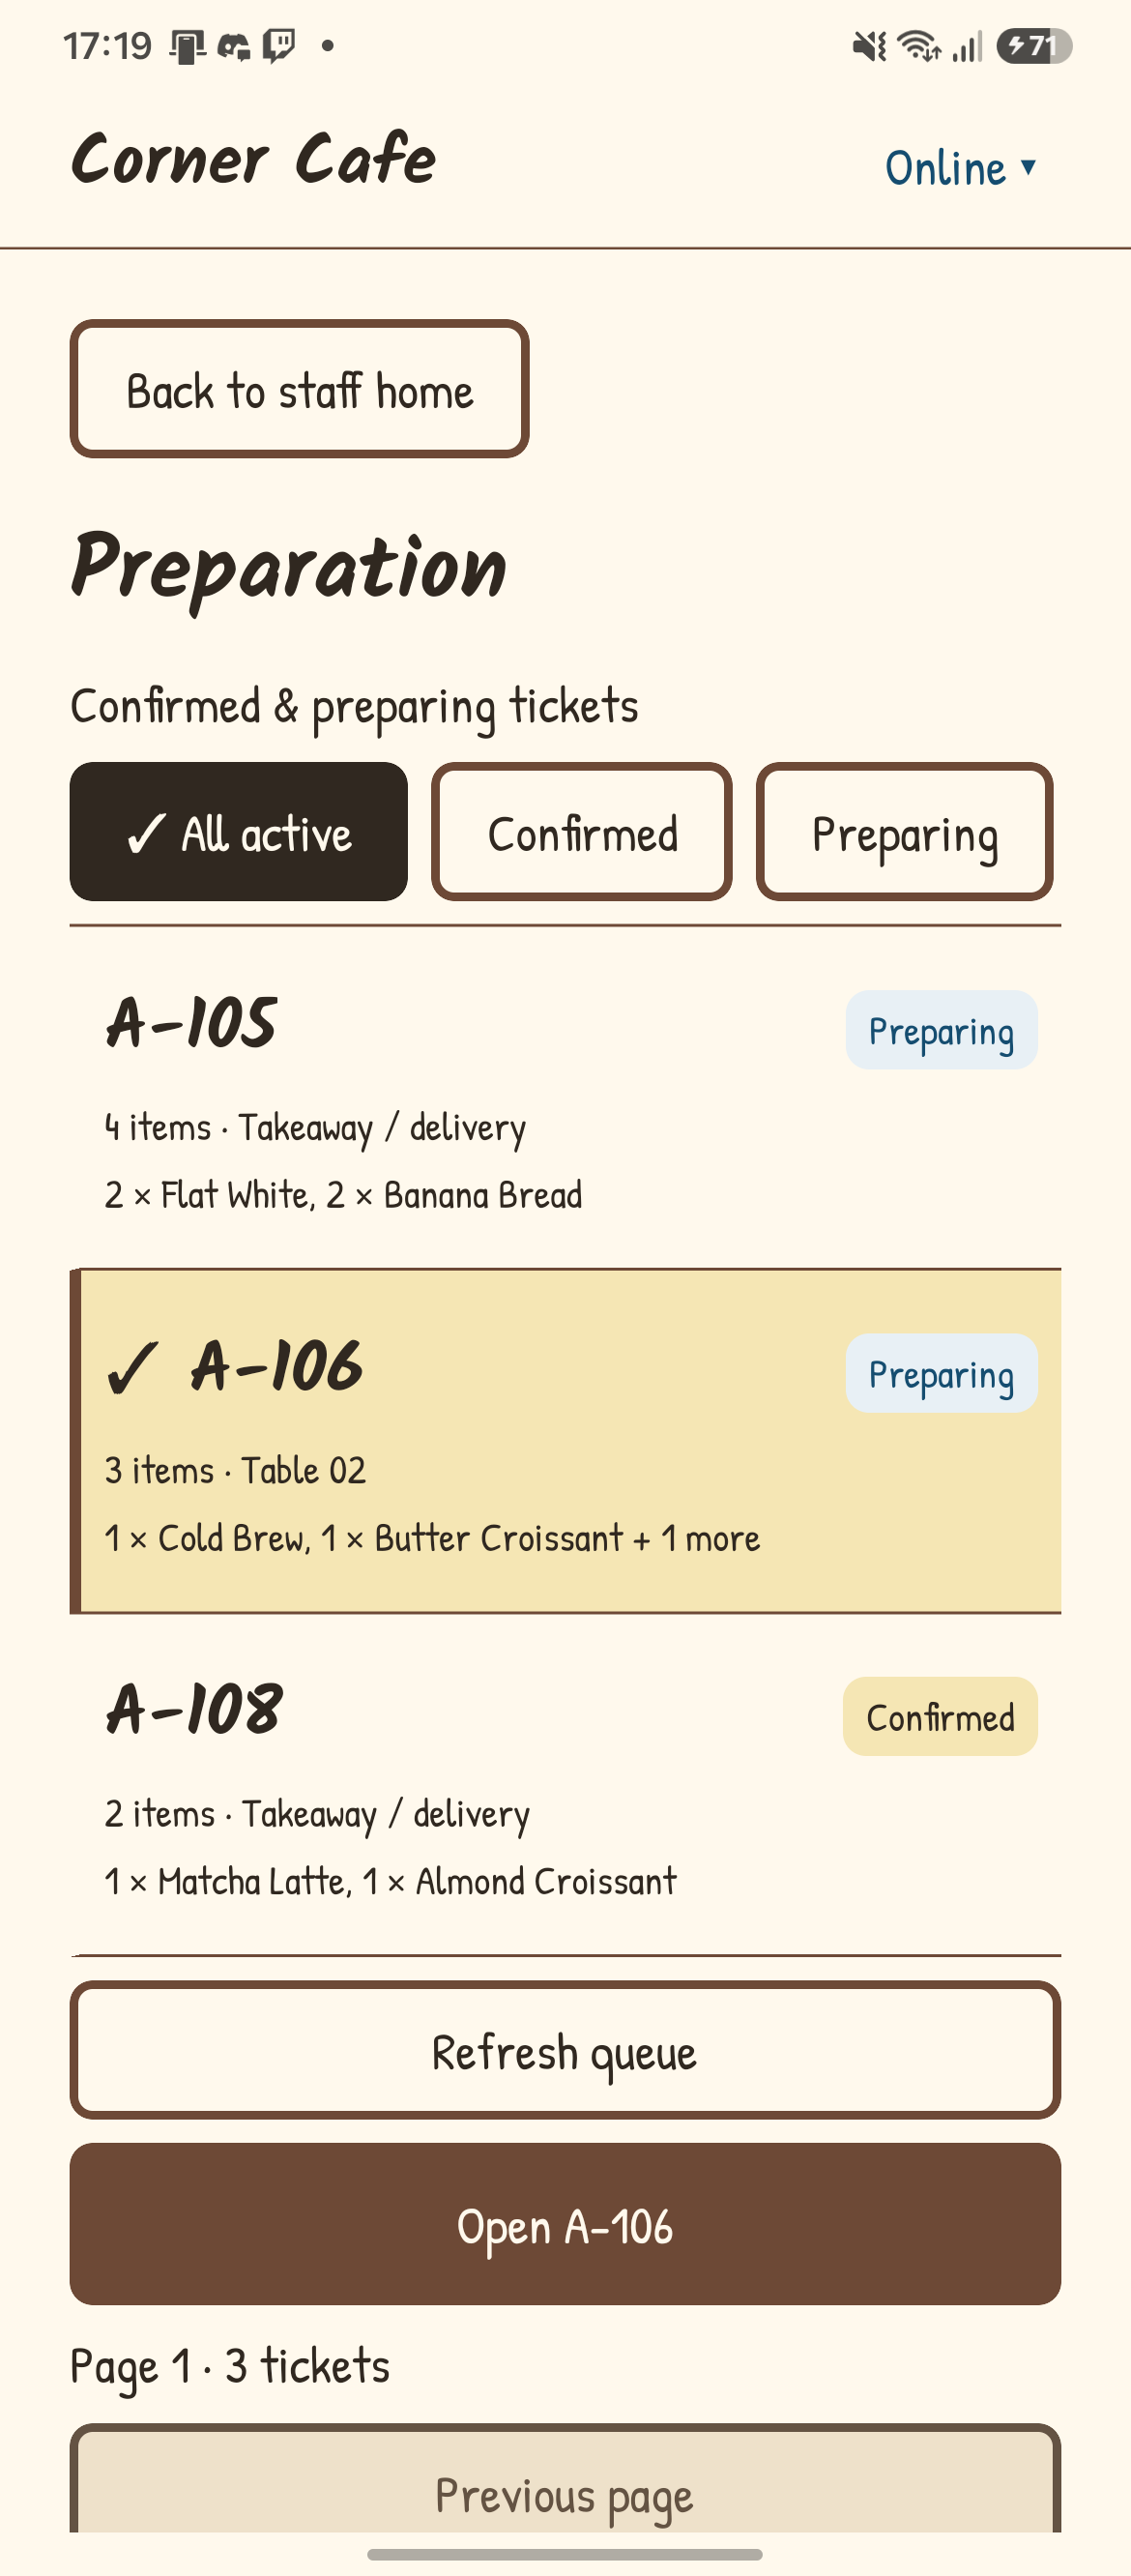 17:19
71
Corner Cafe
Online ▾
Back to staff home
Preparation
Confirmed & preparing tickets
✓ All active
Confirmed
Preparing
A-105
Preparing
4 items · Takeaway / delivery
2 × Flat White, 2 × Banana Bread
✓ A-106
Preparing
3 items · Table 02
1 × Cold Brew, 1 × Butter Croissant + 1 more
A-108
Confirmed
2 items · Takeaway / delivery
1 × Matcha Latte, 1 × Almond Croissant
Refresh queue
Open A-106
Page 1 · 3 tickets
Previous page